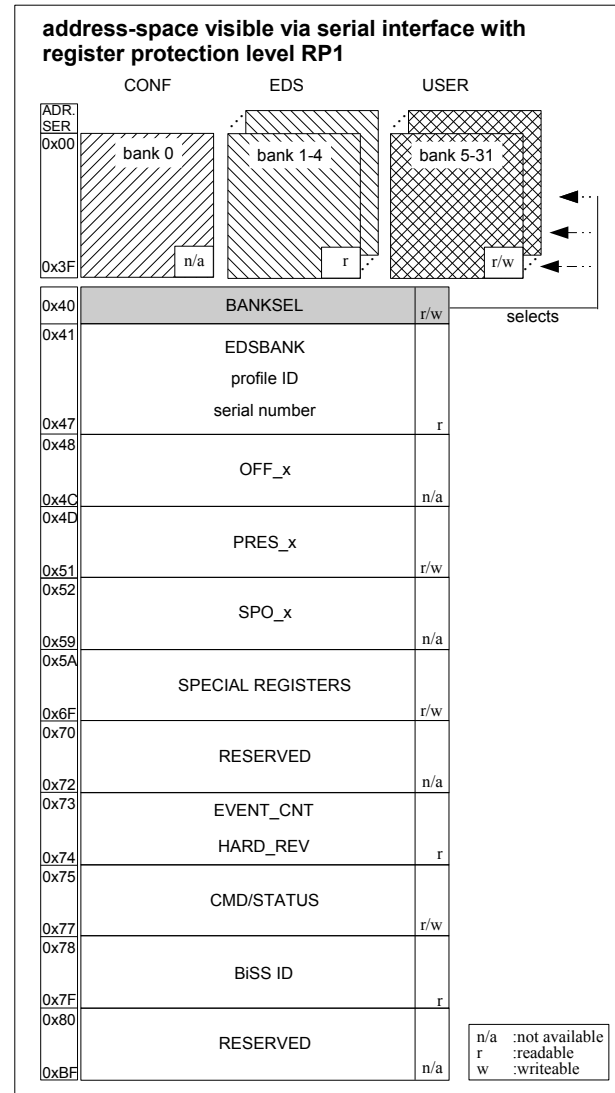 address-space visible via serial interface with
register protection level RP1
CONF EDS USER
ADR.
SER
0x00
bank 0 bank 1-4 bank 5-31
0x3F
n/a r r/w
0x40 BANKSEL r/w
selects
0x41
EDSBANK
profile ID
serial number
0x47 r
0x48
OFF_x
0x4C n/a
0x4D
PRES_x
0x51 r/w
0x52
SPO_x
0x59 n/a
0x5A
SPECIAL REGISTERS
0x6F r/w
0x70
RESERVED
0x72 n/a
0x73
EVENT_CNT
HARD_REV
0x74 r
0x75
CMD/STATUS
0x77 r/w
0x78
BiSS ID
0x7F r
0x80
RESERVED
0xBF n/a
n/a :not available
r :readable
w :writeable